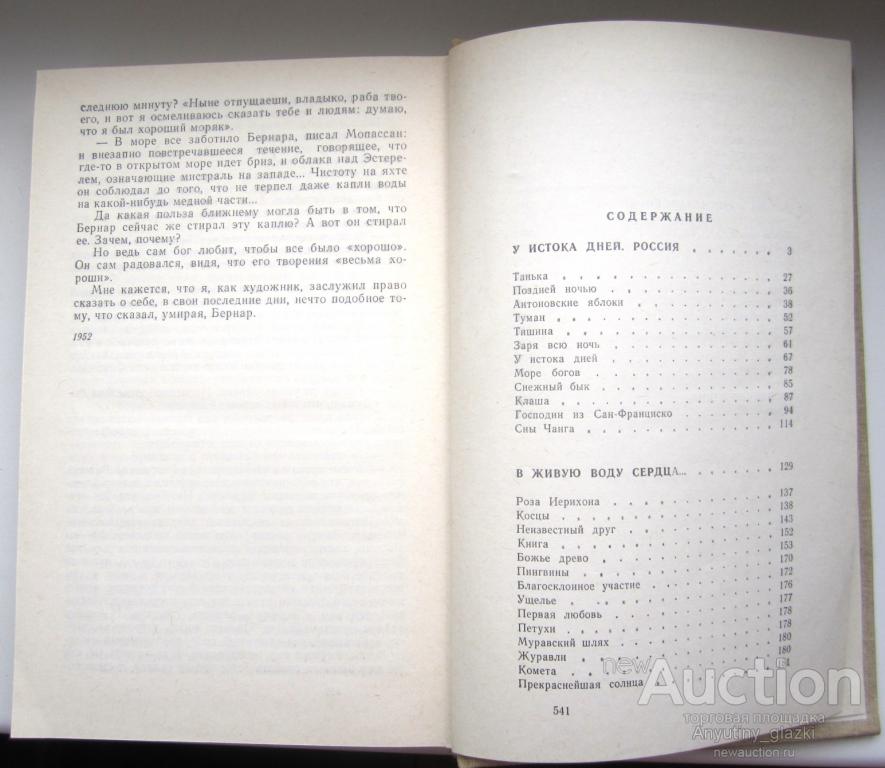 следнюю минуту? «Ныне отпущаеши, владыко, раба тво-
его, и вот я осмеливаюсь сказать тебе и людям: думаю,
что я был хороший моряк».
— В море все заботило Бернара, писал Мопассан:
и внезапно повстречавшееся течение, говорящее, что
где-то в открытом море идет бриз, и облака над Эстере-
лем, означающие мистраль на западе... Чистоту на яхте
он соблюдал до того, что не терпел даже капли воды
на какой-нибудь медной части...
Да какая польза ближнему могла быть в том, что
Бернар сейчас же стирал эту каплю? А вот он стирал
ее. Зачем, почему?
Но ведь сам бог любит, чтобы все было «хорошо».
Он сам радовался, видя, что его творения «весьма хо-
роши».
Мне кажется, что я, как художник, заслужил право
сказать о себе, в свои последние дни, нечто подобное то-
му, что сказал, умирая, Бернар.
1952
СОДЕРЖАНИЕ
У ИСТОКА ДНЕЙ. РОССИЯ . . . . . . . 3
Танька . . . . . . . . . . . . 27
Поздней ночью . . . . . . . . . . 36
Антоновские яблоки . . . . . . . . . 38
Туман . . . . . . . . . . . . 52
Тишина . . . . . . . . . . . . 57
Заря всю ночь . . . . . . . . . . 61
У истока дней . . . . . . . . . . 67
Море богов . . . . . . . . . . . 78
Снежный бык . . . . . . . . . . . 85
Клаша . . . . . . . . . . . . 87
Господин из Сан-Франциско . . . . . . 94
Сны Чанга . . . . . . . . . . . 114
В ЖИВУЮ ВОДУ СЕРДЦА... . . . . . . . 129
Роза Иерихона . . . . . . . . . . 137
Косцы . . . . . . . . . . . . 138
Неизвестный друг . . . . . . . . . 143
Книга . . . . . . . . . . . . 152
Божье древо . . . . . . . . . . . 153
Пингвины . . . . . . . . . . . 170
Благосклонное участие . . . . . . . . 172
Ущелье . . . . . . . . . . . . 176
Первая любовь . . . . . . . . . . 177
Петухи . . . . . . . . . . . . 178
Муравский шлях . . . . . . . . . . 178
Журавли . . . . . . . . . . . . 180
Комета . . . . . . . . . . . . 180
Прекраснейшая солнца
541
newAuction
торговая площадка
Anyutiny_glazki
newauction.ru